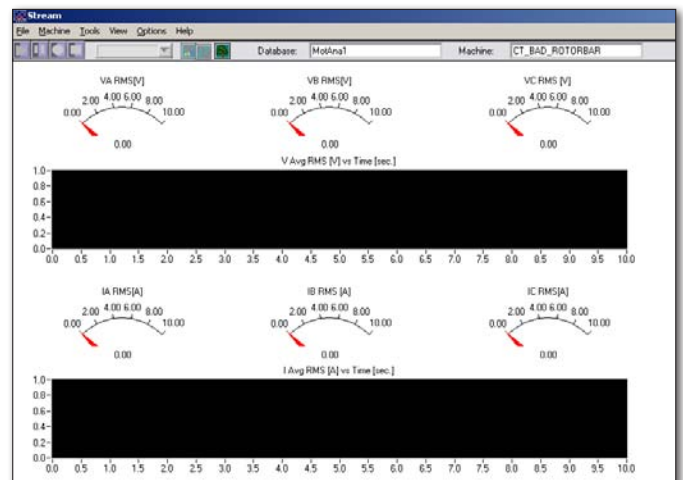 Stream
File Machine Tools View Options Help
Database: MotAna1 Machine: CT_BAD_ROTORBAR
VA RMS[V] VB RMS[V] VC RMS [V]
0.00 2.00 4.00 6.00 8.00 10.00 0.00 2.00 4.00 6.00 8.00 10.00 0.00 2.00 4.00 6.00 8.00 10.00
0.00 0.00 0.00
V Avg RMS [V] vs Time [sec.]
1.0
0.8
0.6
0.4
0.2
0.0
0.0 0.5 1.0 1.5 2.0 2.5 3.0 3.5 4.0 4.5 5.0 5.5 6.0 6.5 7.0 7.5 8.0 8.5 9.0 9.5 10.0
IA RMS[A] IB RMS [A] IC RMS[A]
0.00 2.00 4.00 6.00 8.00 10.00 0.00 2.00 4.00 6.00 8.00 10.00 0.00 2.00 4.00 6.00 8.00 10.00
0.00 0.00 0.00
I Avg RMS [A] vs Time [sec.]
1.0
0.8
0.6
0.4
0.2
0.0
0.0 0.5 1.0 1.5 2.0 2.5 3.0 3.5 4.0 4.5 5.0 5.5 6.0 6.5 7.0 7.5 8.0 8.5 9.0 9.5 10.0